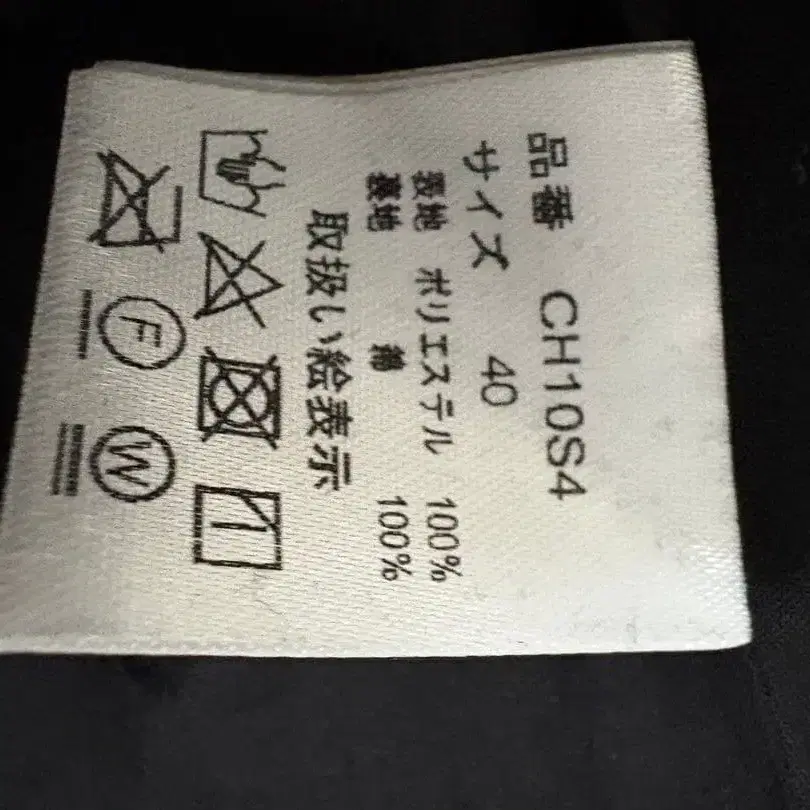 品番 CH10S4
サイズ 40
表地 ポリエステル 100%
裏地 綿 100%
取扱い絵表示
F W